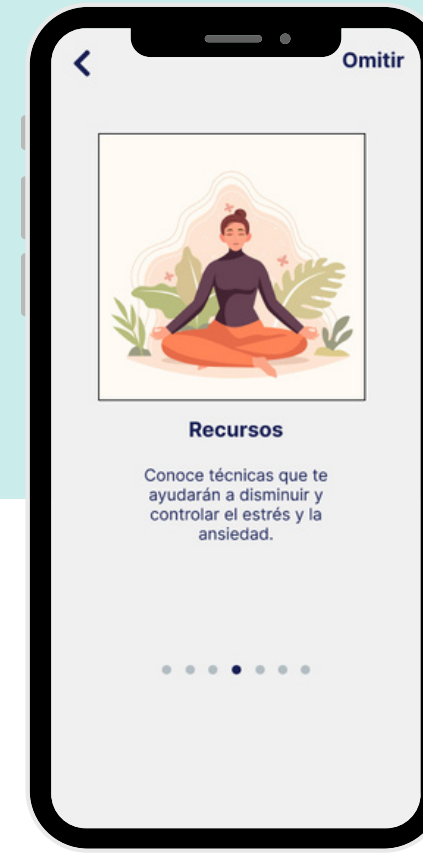 Omitir
Recursos
Conoce técnicas que te
ayudarán a disminuir y
controlar el estrés y la
ansiedad.